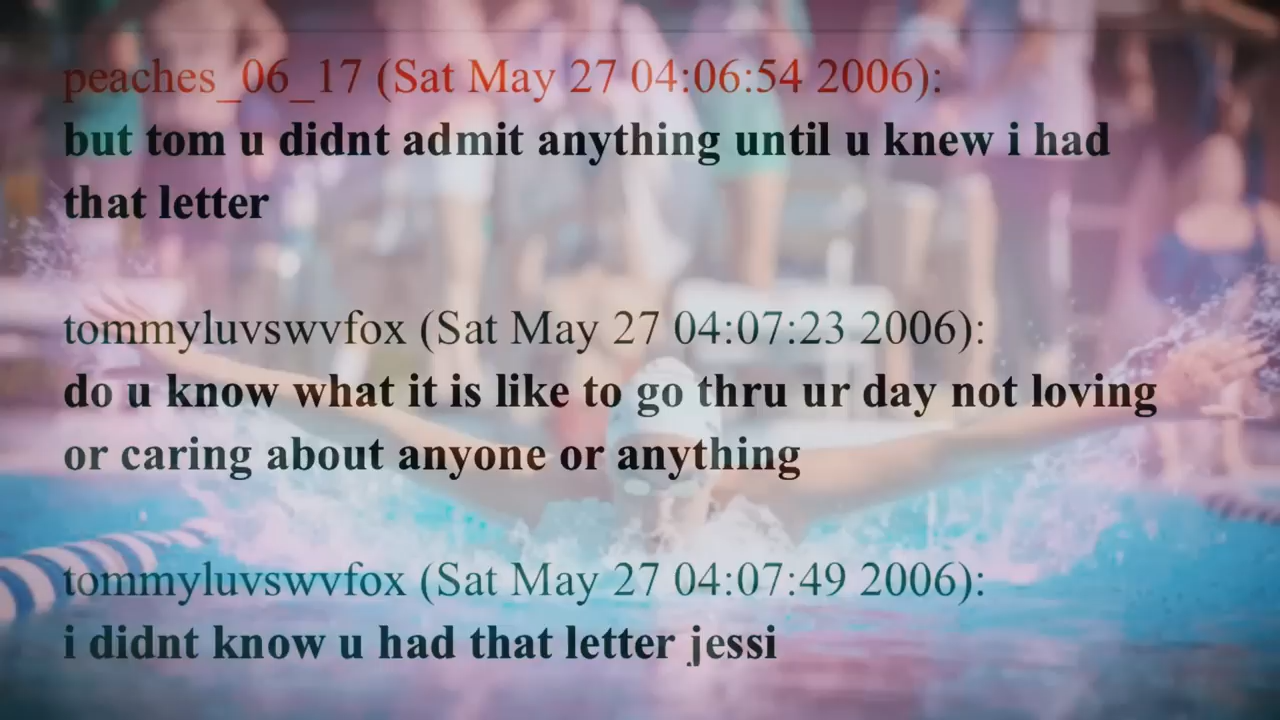 peaches_06_17 (Sat May 27 04:06:54 2006):
but tom u didnt admit anything until u knew i had
that letter
tommyluvswvfox (Sat May 27 04:07:23 2006):
do u know what it is like to go thru ur day not loving
or caring about anyone or anything
tommyluvswvfox (Sat May 27 04:07:49 2006):
i didnt know u had that letter jessi